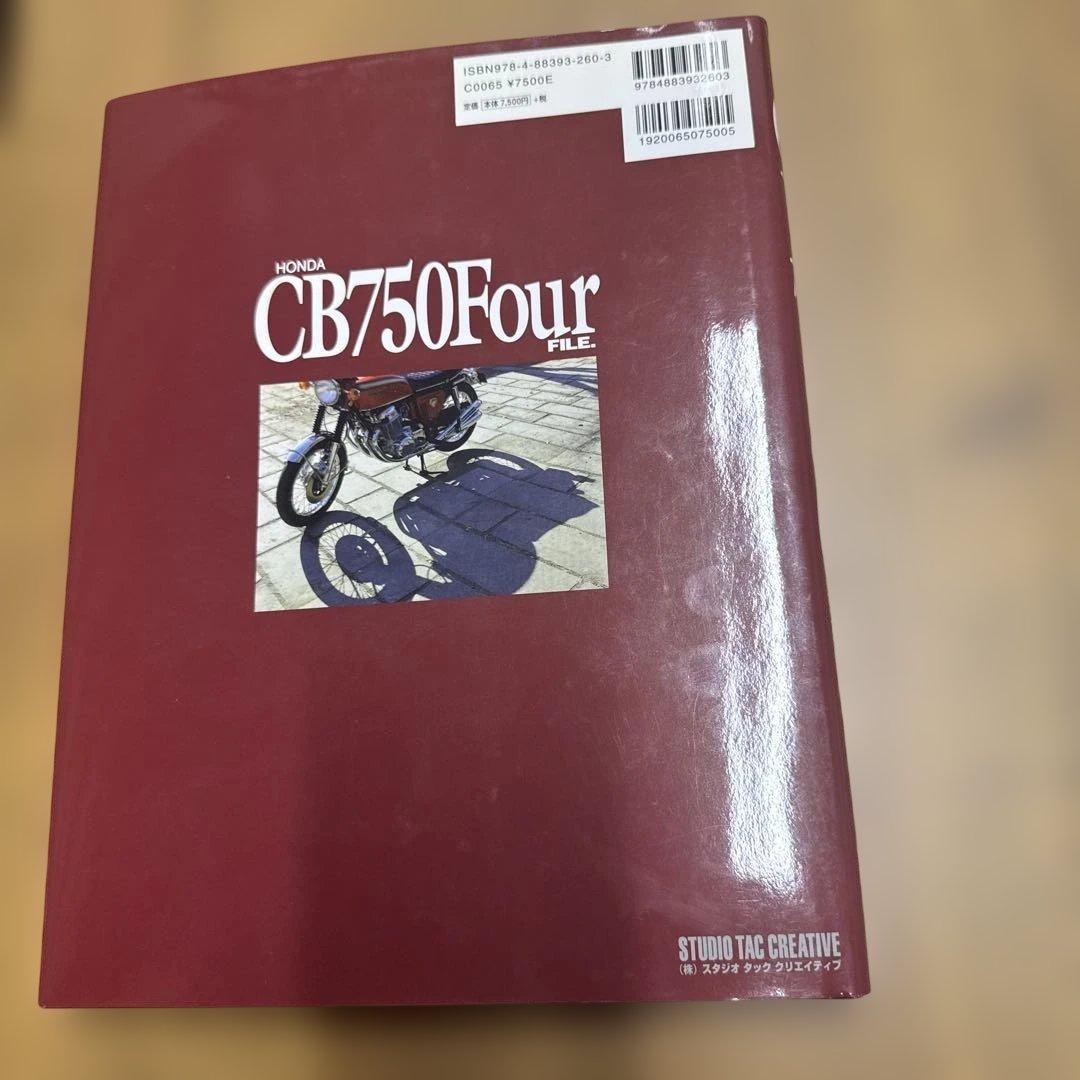 ISBN978-4-88393-260-3
C0065 ¥7500E
定価 本体 7,500円 +税
9784883932603
1920065075005
HONDA
CB750Four
FILE.
STUDIO TAC CREATIVE
(株) スタジオ タック クリエイティブ